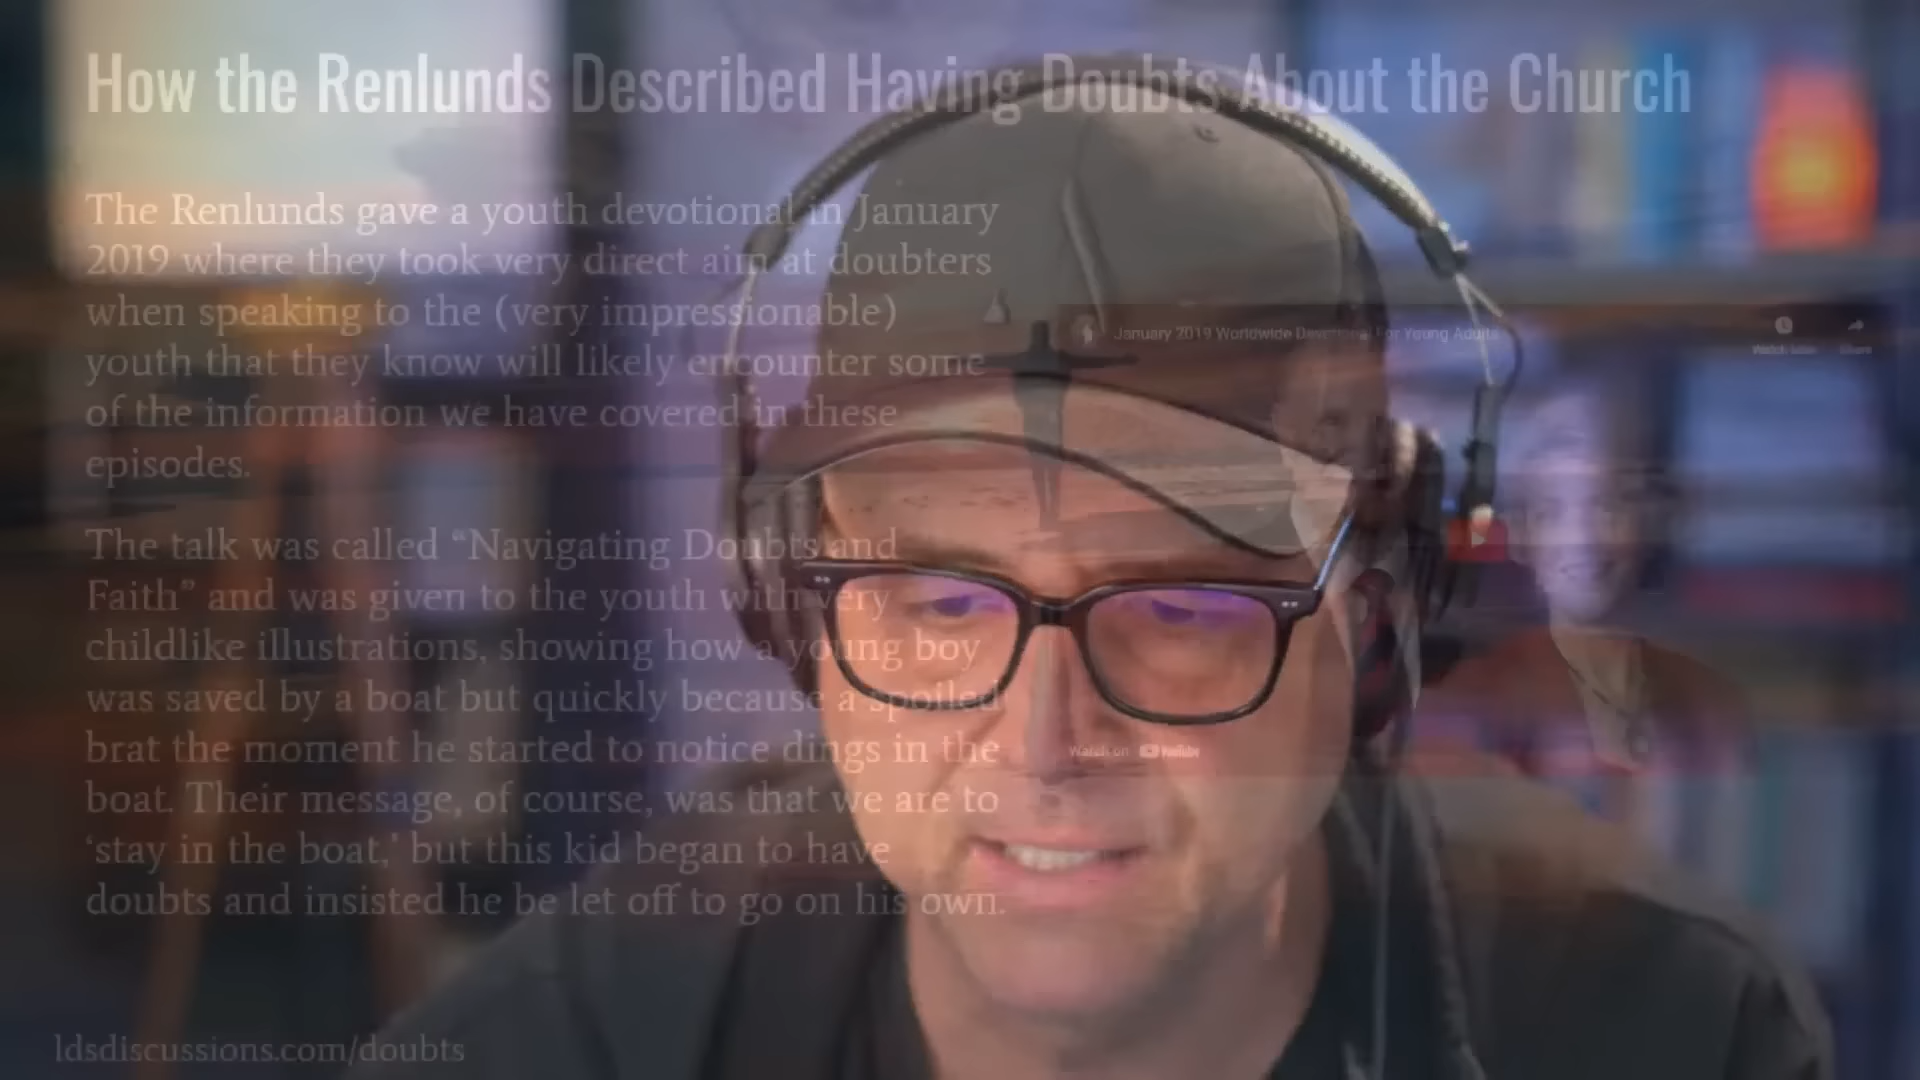 How the Renlunds Described Having Doubts About the Church
The Renlunds gave a youth devotional in January
2019 where they took very direct aim at doubters
when speaking to the (very impressionable)
youth that they know will likely encounter some
of the information we have covered in these
episodes.
January 2019 Worldwide Devotional For Young Adults
Watch later
Share
The talk was called “Navigating Doubts and
Faith” and was given to the youth with very
childlike illustrations, showing how a young boy
was saved by a boat but quickly because a spoiled
brat the moment he started to notice dings in the
boat. Their message, of course, was that we are to
‘stay in the boat,’ but this kid began to have
doubts and insisted he be let off to go on his own.
Watch on YouTube
ldsdiscussions.com/doubts